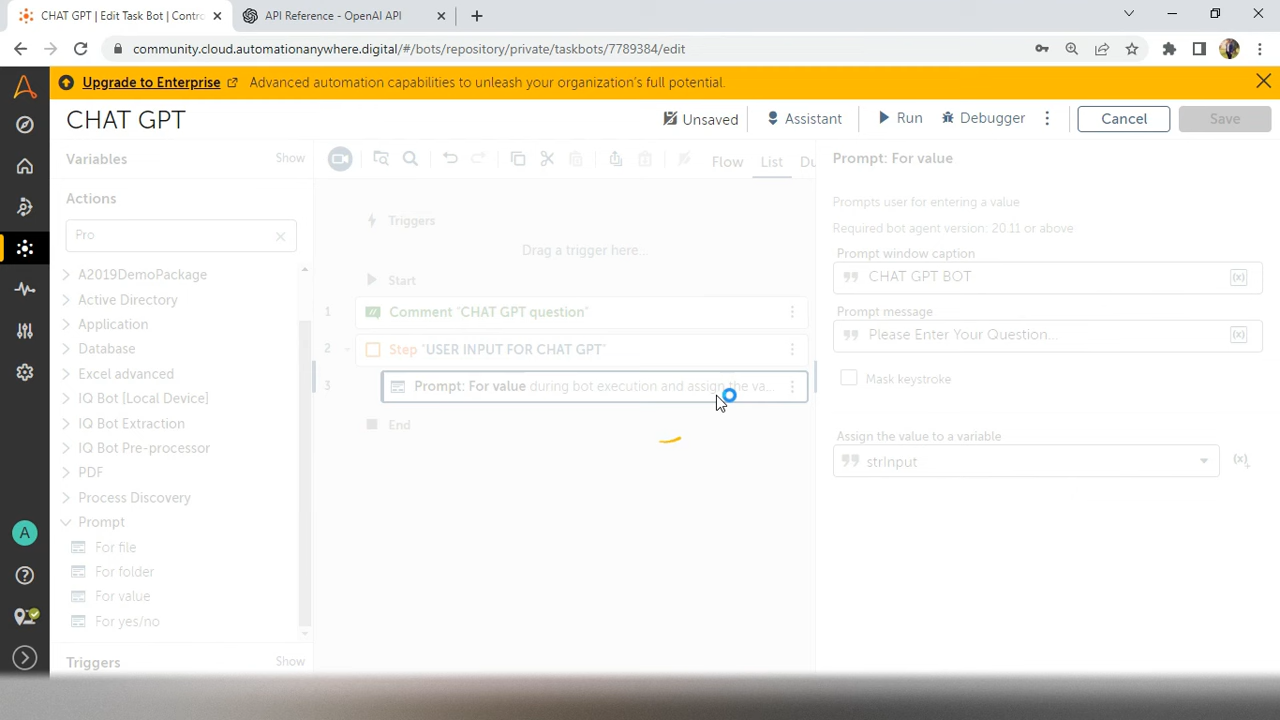 CHAT GPT | Edit Task Bot | Contro
API Reference - OpenAI API
community.cloud.automationanywhere.digital/#/bots/repository/private/taskbots/7789384/edit
Upgrade to Enterprise Advanced automation capabilities to unleash your organization's full potential.
CHAT GPT
Unsaved
Assistant
Run
Debugger
Cancel
Save
Variables
Show
Actions
Pro
A2019DemoPackage
Active Directory
Application
Database
Excel advanced
IQ Bot [Local Device]
IQ Bot Extraction
IQ Bot Pre-processor
PDF
Process Discovery
Prompt
For file
For folder
For value
For yes/no
Triggers
Show
Flow
List
Du
Triggers
Drag a trigger here...
Start
1 Comment "CHAT GPT question"
2 Step "USER INPUT FOR CHAT GPT"
3 Prompt: For value during bot execution and assign the va...
End
Prompt: For value
Prompts user for entering a value
Required bot agent version: 20.11 or above
Prompt window caption
CHAT GPT BOT
(x)
Prompt message
Please Enter Your Question...
(x)
Mask keystroke
Assign the value to a variable
strInput
(x)+
A